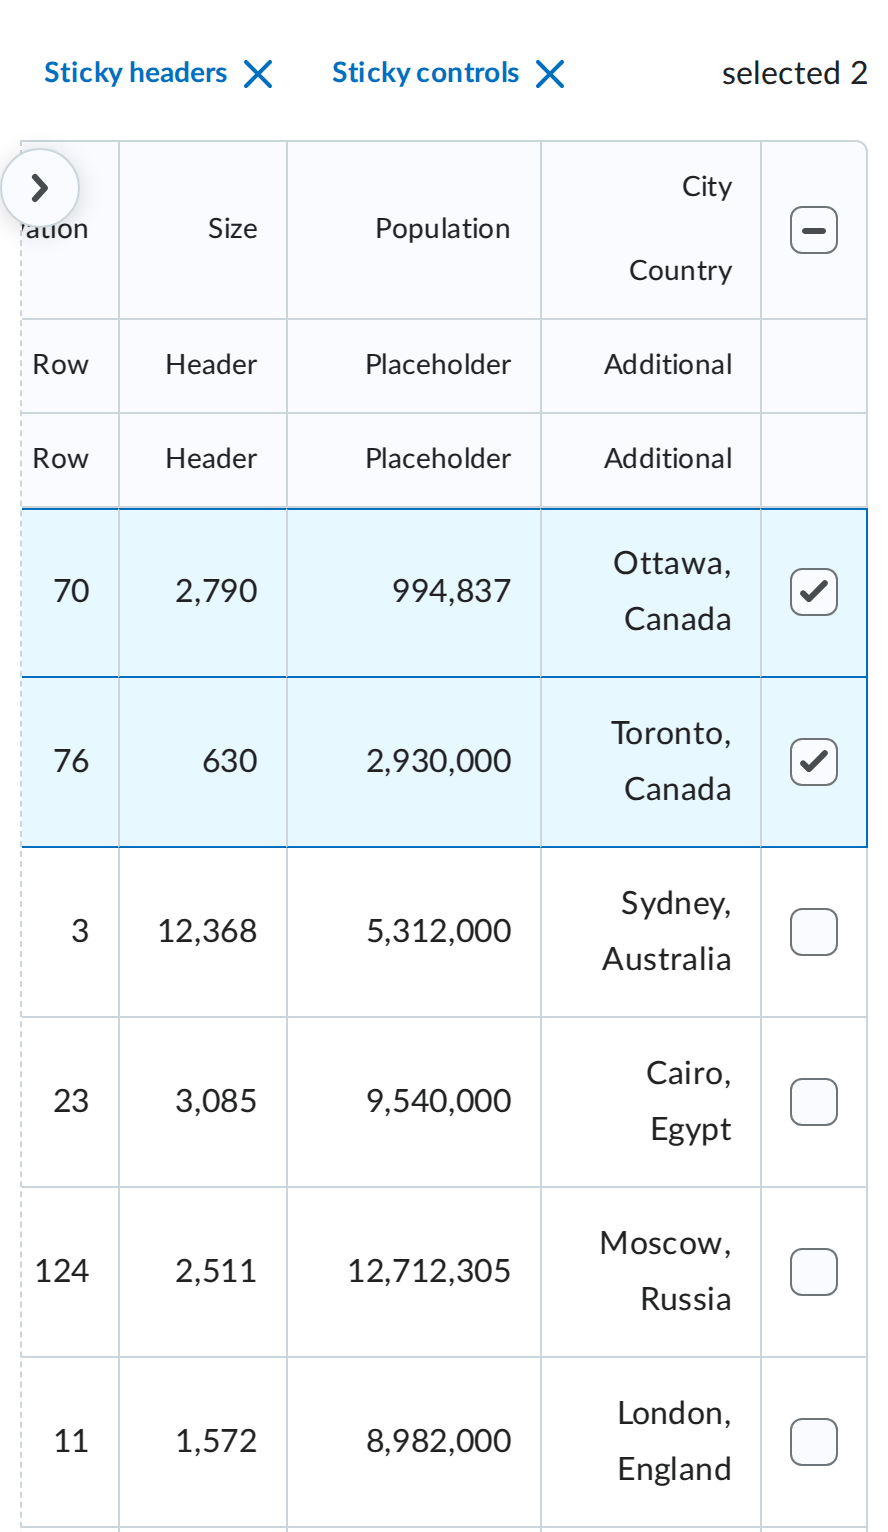 Sticky headers Sticky controls selected 2
City
ation Size Population
Country
Row Header Placeholder Additional
Row Header Placeholder Additional
70 2,790 994,837 Ottawa,
Canada
76 630 2,930,000 Toronto,
Canada
3 12,368 5,312,000 Sydney,
Australia
23 3,085 9,540,000 Cairo,
Egypt
124 2,511 12,712,305 Moscow,
Russia
11 1,572 8,982,000 London,
England